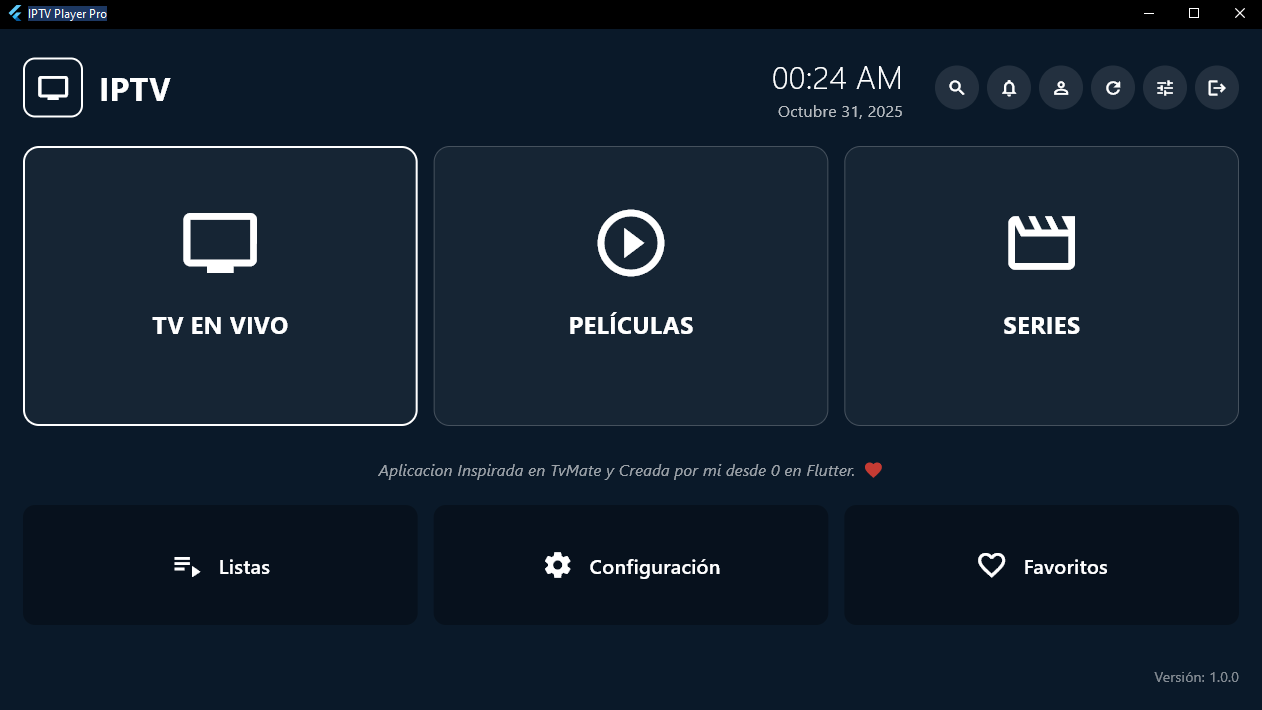 IPTV Player Pro
IPTV
00:24 AM
Octubre 31, 2025
TV EN VIVO
PELÍCULAS
SERIES
Aplicacion Inspirada en TvMate y Creada por mi desde 0 en Flutter. ❤
Listas
Configuración
Favoritos
Versión: 1.0.0